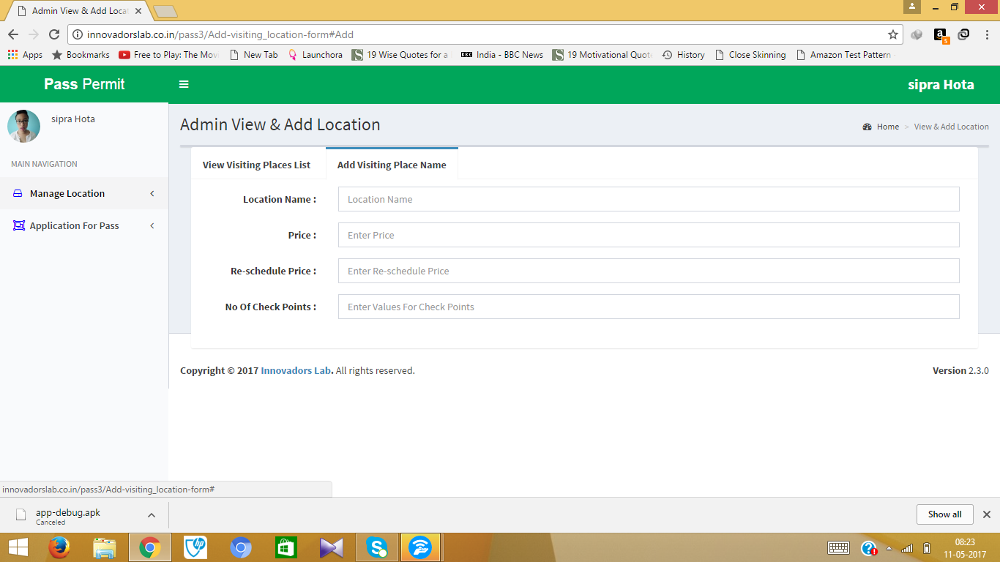 Admin View & Add Locat
innovadorslab.co.in/pass3/Add-visiting_location-form#Add
Apps Bookmarks Free to Play: The Mov New Tab Launchora 19 Wise Quotes for a BBC India - BBC News 19 Motivational Quot History Close Skinning Amazon Test Pattern
Pass Permit sipra Hota
sipra Hota
Admin View & Add Location
Home > View & Add Location
MAIN NAVIGATION
View Visiting Places List Add Visiting Place Name
Manage Location
Application For Pass
Location Name : Location Name
Price : Enter Price
Re-schedule Price : Enter Re-schedule Price
No Of Check Points : Enter Values For Check Points
Copyright © 2017 Innovadors Lab. All rights reserved. Version 2.3.0
innovadorslab.co.in/pass3/Add-visiting_location-form#
app-debug.apk
Canceled
Show all
08:23
11-05-2017